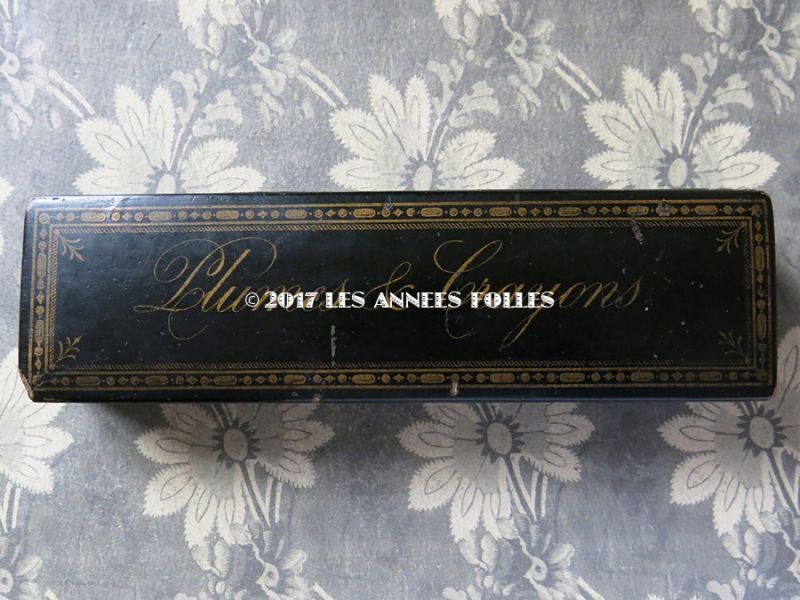 Plumes & Crayons
© 2017 LES ANNEES FOLLES